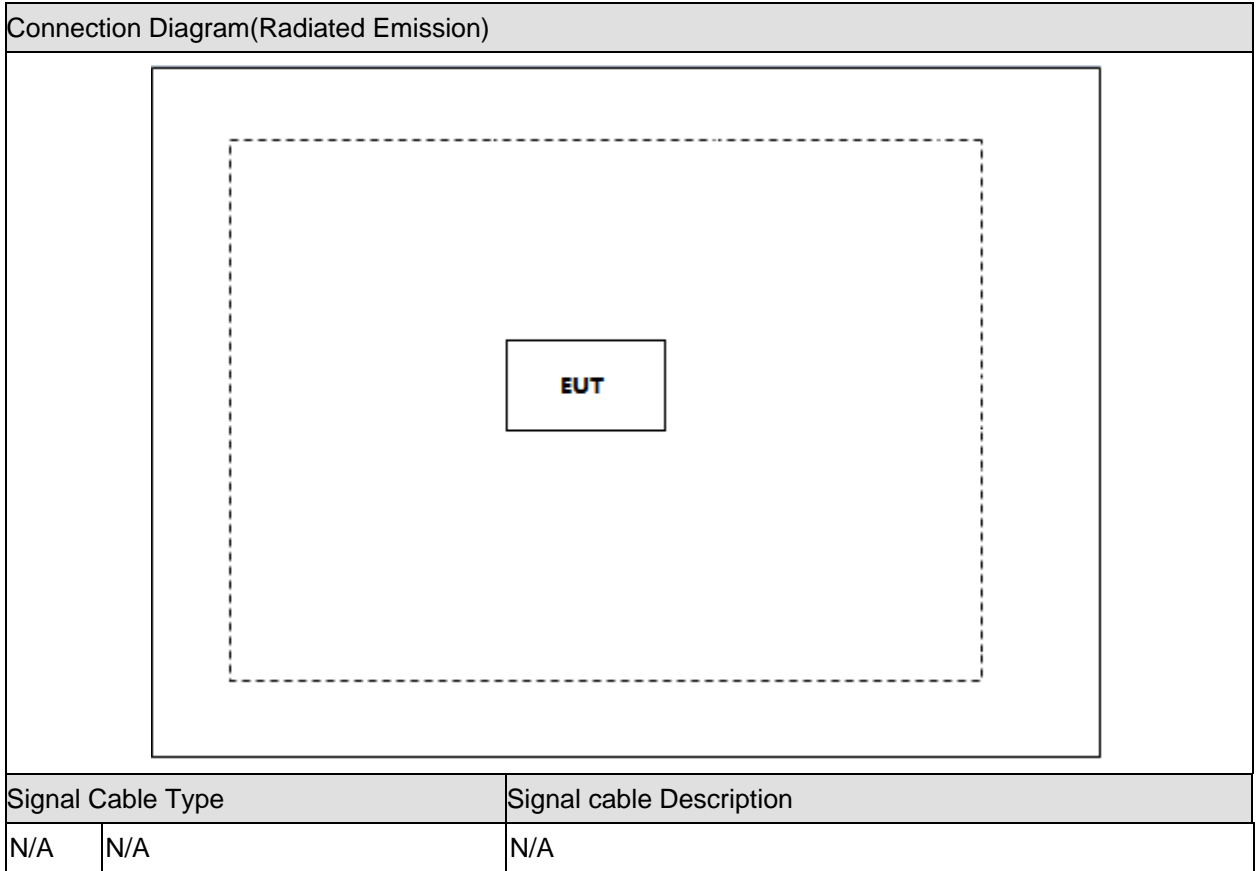 Connection Diagram(Radiated Emission)
EUT
Signal Cable Type Signal cable Description
N/A N/A N/A